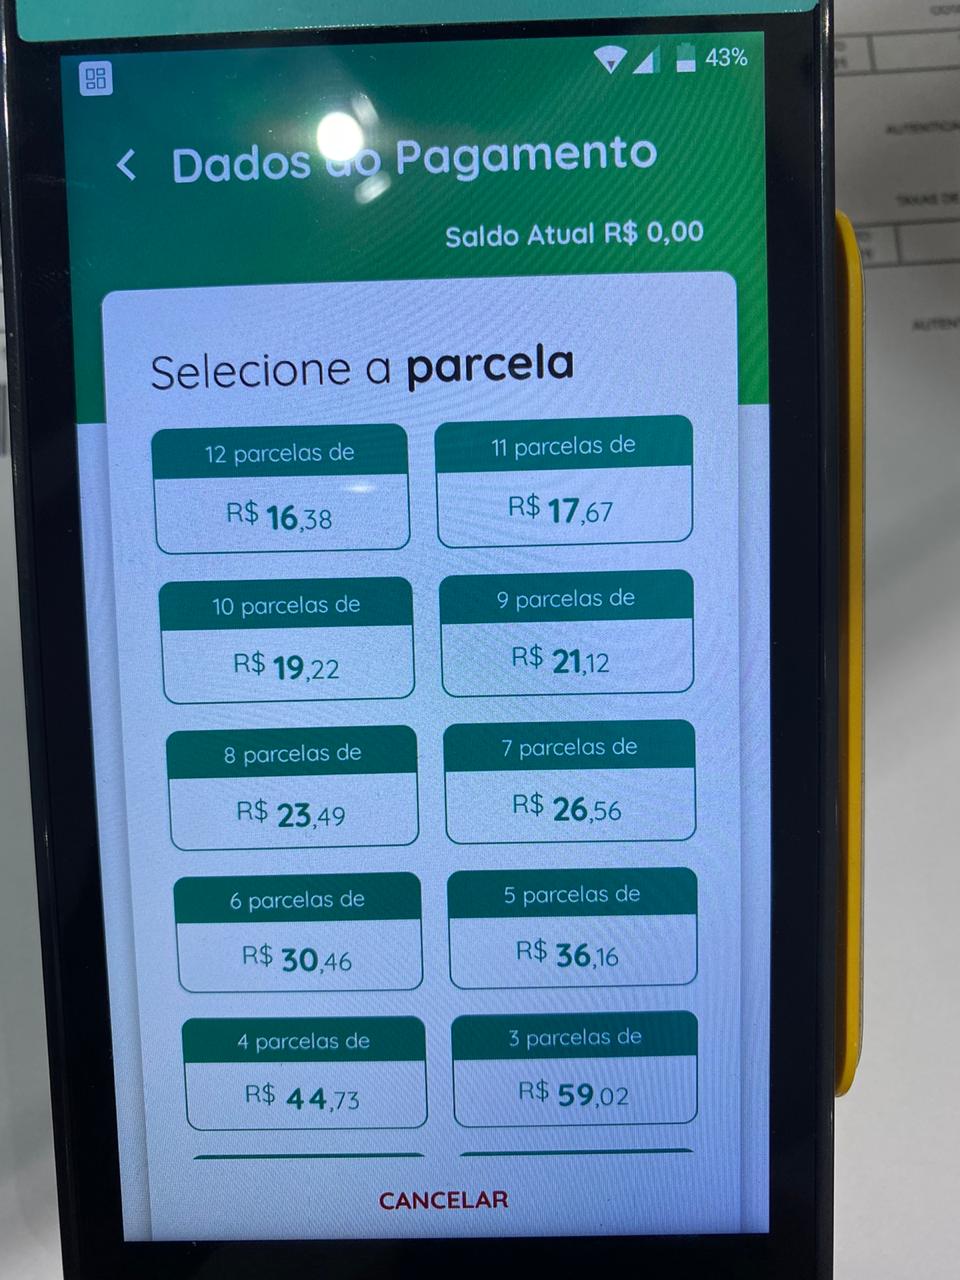 43%
Dados do Pagamento
Saldo Atual R$ 0,00
Selecione a parcela
12 parcelas de
R$ 16,38
11 parcelas de
R$ 17,67
10 parcelas de
R$ 19,22
9 parcelas de
R$ 21,12
8 parcelas de
R$ 23,49
7 parcelas de
R$ 26,56
6 parcelas de
R$ 30,46
5 parcelas de
R$ 36,16
4 parcelas de
R$ 44,73
3 parcelas de
R$ 59,02
CANCELAR